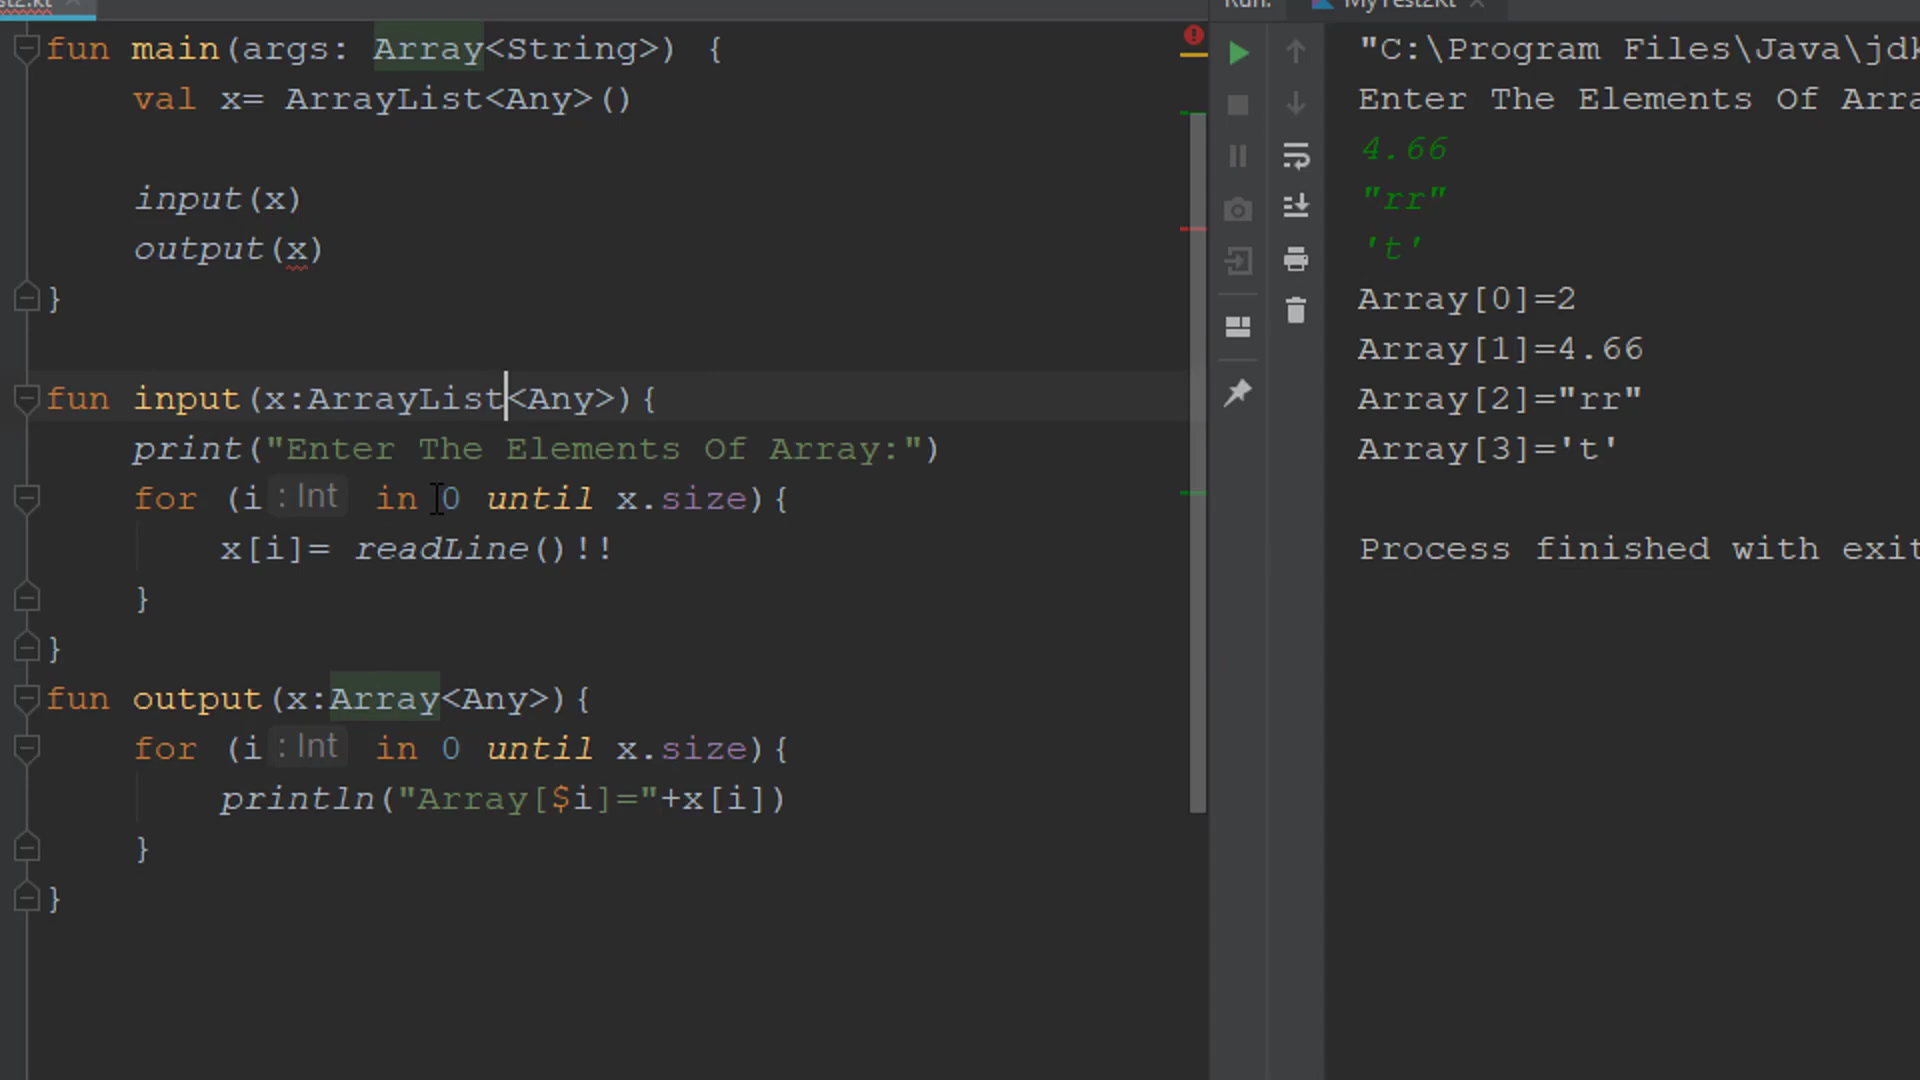 fun main(args: Array<String>) {
val x= ArrayList<Any>()
input(x)
output(x)
}
fun input(x:ArrayList<Any>){
print("Enter The Elements Of Array:")
for (i :Int in 0 until x.size){
x[i]= readLine()!!
}
}
fun output(x:Array<Any>){
for (i :Int in 0 until x.size){
println("Array[$i]="+x[i])
}
}
Run: MyTest2Kt
"C:\Program Files\Java\jdk
Enter The Elements Of Arra
4.66
"rr"
't'
Array[0]=2
Array[1]=4.66
Array[2]="rr"
Array[3]='t'
Process finished with exit